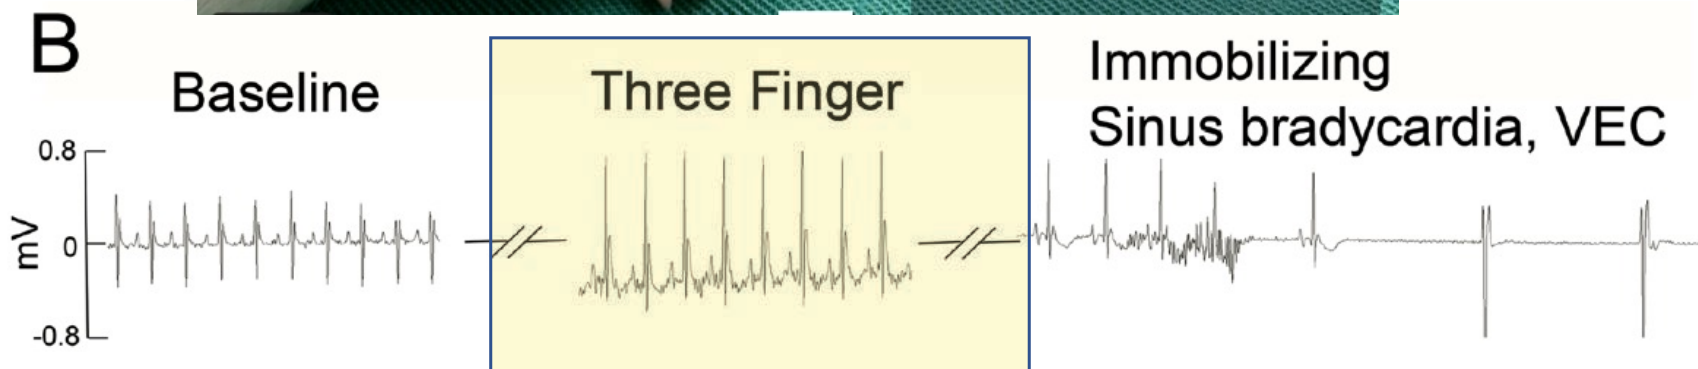 B
Baseline
Three Finger
Immobilizing
Sinus bradycardia, VEC
0.8
mV
0
-0.8